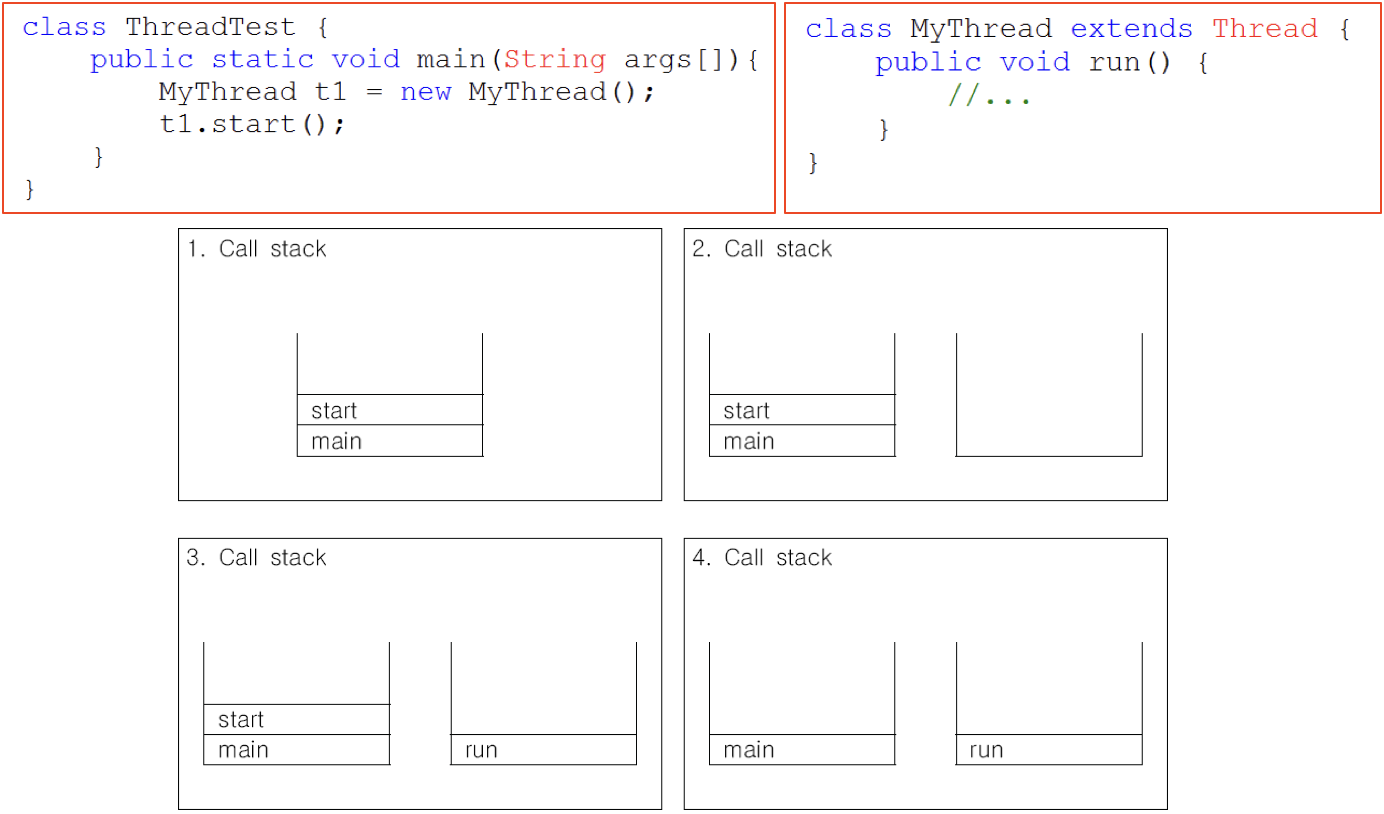 class ThreadTest {
public static void main(String args[]){
MyThread t1 = new MyThread();
t1.start();
}
}
class MyThread extends Thread {
public void run() {
//...
}
}
1. Call stack
start
main
2. Call stack
start
main
3. Call stack
start
main
run
4. Call stack
main
run